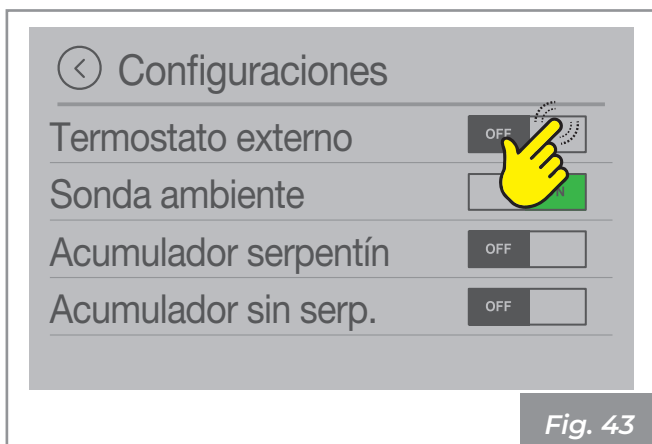 Configuraciones
Termostato externo OFF
Sonda ambiente
Acumulador serpentín OFF
Acumulador sin serp. OFF
Fig. 43